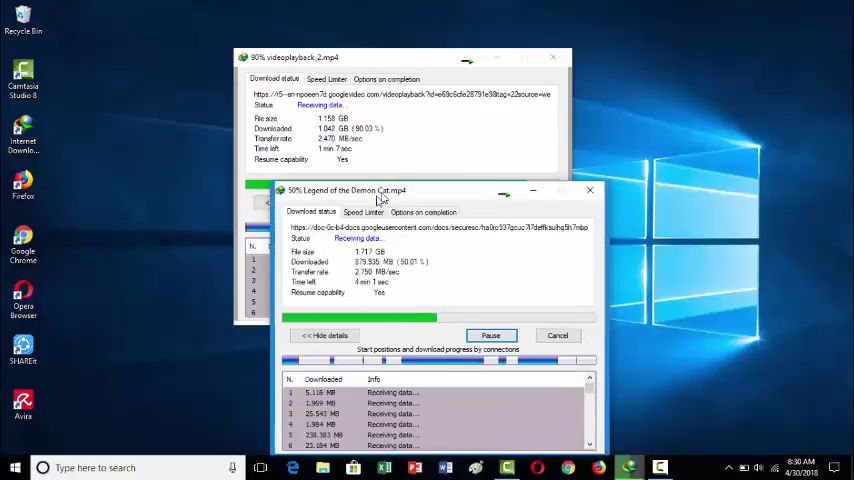 Recycle Bin
Camtasia
Studio 8
Internet
Downlo...
Firefox
Google
Chrome
Opera
Browser
SHAREit
Avira
90% videoplayback_2.mp4
Download status
Speed Limiter
Options on completion
Status
Receiving data...
File size
1.158 GB
Downloaded
1.042 GB ( 90.03 % )
Transfer rate
2.470 MB/sec
Time left
1 min 7 sec
Resume capability
Yes
N.
1
2
3
4
5
6
50% Legend of the Demon Cat.mp4
Download status
Speed Limiter
Options on completion
Status
Receiving data...
File size
1.717 GB
Downloaded
879.935 MB ( 50.01 % )
Transfer rate
2.750 MB/sec
Time left
4 min 1 sec
Resume capability
Yes
<< Hide details
Pause
Cancel
Start positions and download progress by connections
N. Downloaded Info
1 5.116 MB Receiving data...
2 1.969 MB Receiving data...
3 25.543 MB Receiving data...
4 1.984 MB Receiving data...
5 238.383 MB Receiving data...
6 23.184 MB Receiving data...
Type here to search
8:30 AM
4/30/2018